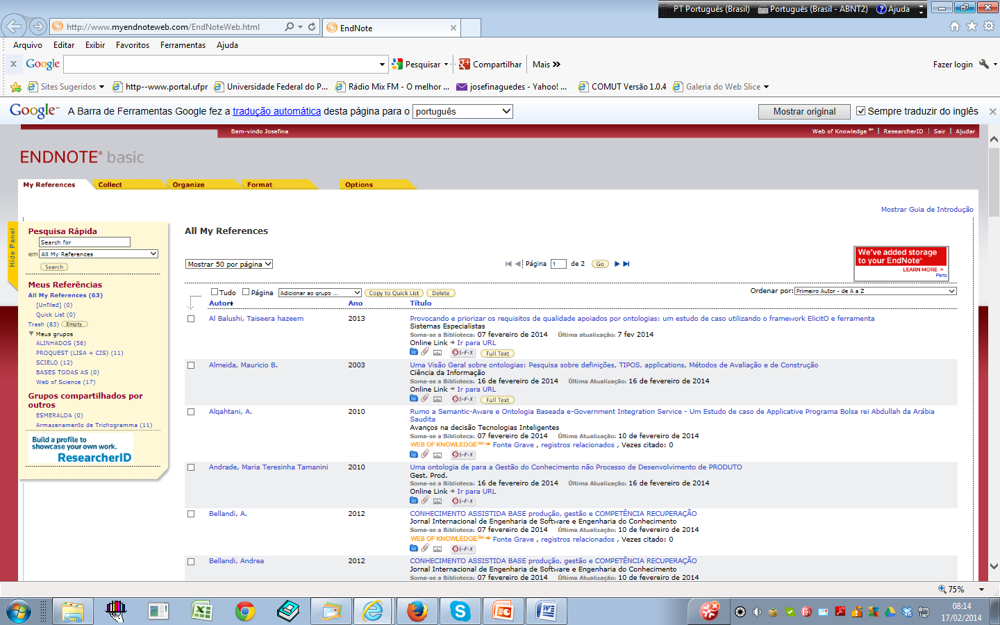 PT Português (Brasil) Português (Brasil - ABNT2) Ajuda
http://www.myendnoteweb.com/EndNoteWeb.html EndNote
Arquivo Editar Exibir Favoritos Ferramentas Ajuda
x Google Pesquisar Compartilhar Mais Fazer login
Sites Sugeridos http--www.portal.ufpr Universidade Federal do P... Rádio Mix FM - O melhor ... josefinaguedes - Yahoo! ... COMUT Versão 1.0.4 Galeria do Web Slice
Google™ A Barra de Ferramentas Google fez a tradução automática desta página para o português Mostrar original Sempre traduzir do inglês
Bem-vindo Josefina Web of Knowledge℠ | ResearcherID | Sair | Ajudar
ENDNOTE® basic
My References Collect Organize Format Options
Mostrar Guia de Introdução
Hide Panel
Pesquisa Rápida
Search for
em All My References
Search
Meus Referências
All My References (63)
[Unfiled] (0)
Quick List (0)
Trash (83) Empty
Meus grupos
ALINHADOS (56)
PROQUEST (LISA + CIS) (11)
SCIELO (12)
BASES TODAS AS (0)
Web of Science (17)
Grupos compartilhados por
outros
ESMERALDA (0)
Armazenamento de Trichogramma (11)
Build a profile to
showcase your own work.
ResearcherID
All My References
Mostrar 50 por página Página 1 de 2 Go
We've added storage
to your EndNote®
LEARN MORE >
Perto
Tudo Página Adicionar ao grupo ... Copy to Quick List Delete Ordenar por: Primeiro Autor - de A a Z
Autor Ano Título
Al Balushi, Taiseera hazeem 2013 Provocando e priorizar os requisitos de qualidade apoiados por ontologias: um estudo de caso utilizando o framework ElicitO e ferramenta
Sistemas Especialistas
Soma-se a Biblioteca: 07 fevereiro de 2014 Última atualização: 7 fev 2014
Online Link Ir para URL
S·F·X Full Text
Almeida, Mauricio B. 2003 Uma Visão Geral sobre ontologias: Pesquisa sobre definições, TIPOS, applications, Métodos de Avaliação e de Construção
Ciência da Informação
Soma-se a Biblioteca: 16 de fevereiro de 2014 Última Atualização: 16 de fevereiro de 2014
Online Link Ir para URL
S·F·X Full Text
Alqahtani, A. 2010 Rumo a Semantic-Aware e Ontologia Baseada e-Government Integration Service - Um Estudo de caso de Applicative Programa Bolsa rei Abdullah da Arábia
Saudita
Avanços na decisão Tecnologias Inteligentes
Soma-se a Biblioteca: 07 fevereiro de 2014 Última Atualização: 10 de fevereiro de 2014
WEB OF KNOWLEDGE℠ Fonte Grave , registros relacionados , Vezes citado: 0
S·F·X
Andrade, Maria Teresinha Tamanini 2010 Uma ontologia de para a Gestão do Conhecimento não Processo de Desenvolvimento de PRODUTO
Gest. Prod.
Soma-se a Biblioteca: 16 de fevereiro de 2014 Última Atualização: 16 de fevereiro de 2014
Online Link Ir para URL
S·F·X
Bellandi, A. 2012 CONHECIMENTO ASSISTIDA BASE produção, gestão e COMPETÊNCIA RECUPERAÇÃO
Jornal Internacional de Engenharia de Software e Engenharia do Conhecimento
Soma-se a Biblioteca: 07 fevereiro de 2014 Última Atualização: 10 de fevereiro de 2014
WEB OF KNOWLEDGE℠ Fonte Grave , registros relacionados , Vezes citado: 0
S·F·X
Bellandi, Andrea 2012 CONHECIMENTO ASSISTIDA BASE produção, gestão e COMPETÊNCIA RECUPERAÇÃO
Jornal Internacional de Engenharia de Software e Engenharia do Conhecimento
Soma-se a Biblioteca: 07 fevereiro de 2014 Última Atualização: 10 de fevereiro de 2014
75%
08:14
17/02/2014